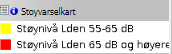 Støyvarselkart
Støynivå Lden 55-65 dB
Støynivå Lden 65 dB og høyere